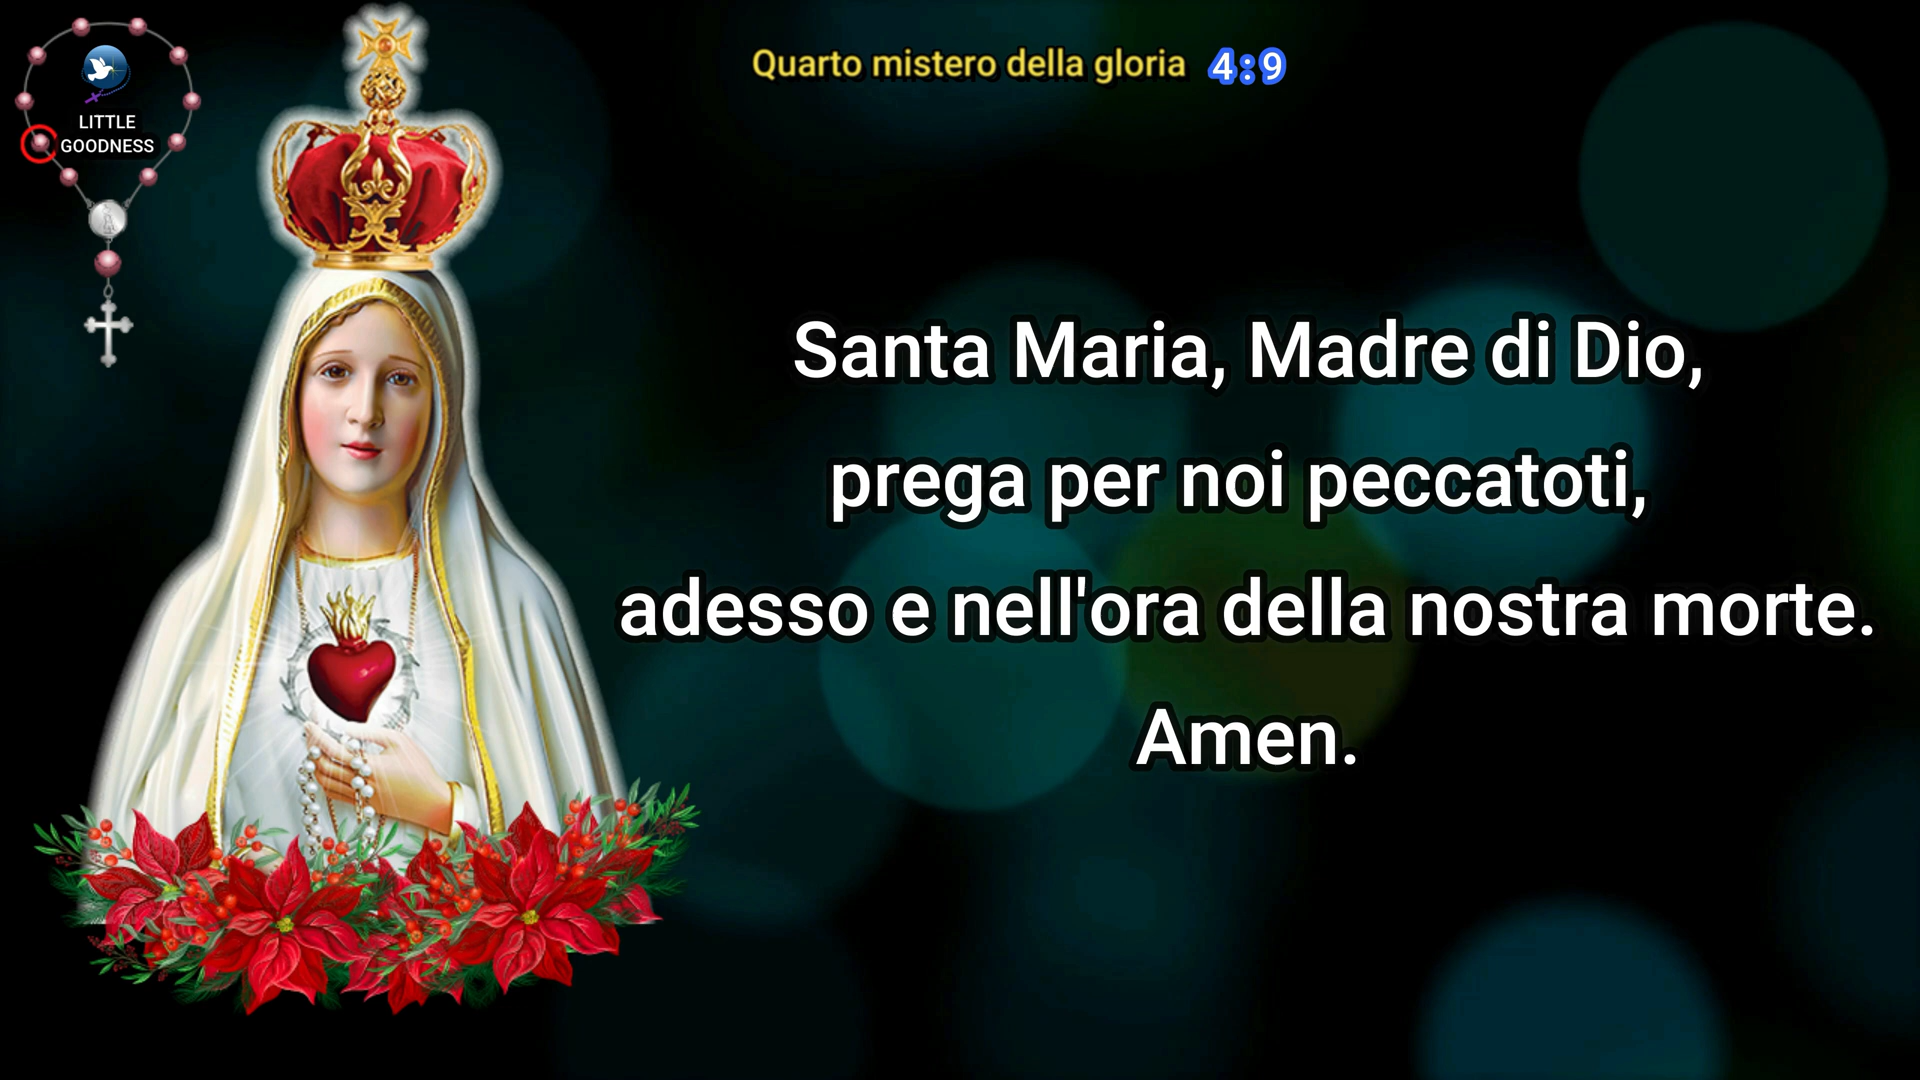 LITTLE
GOODNESS
Quarto mistero della gloria 4:9
Santa Maria, Madre di Dio,
prega per noi peccatoti,
adesso e nell'ora della nostra morte.
Amen.